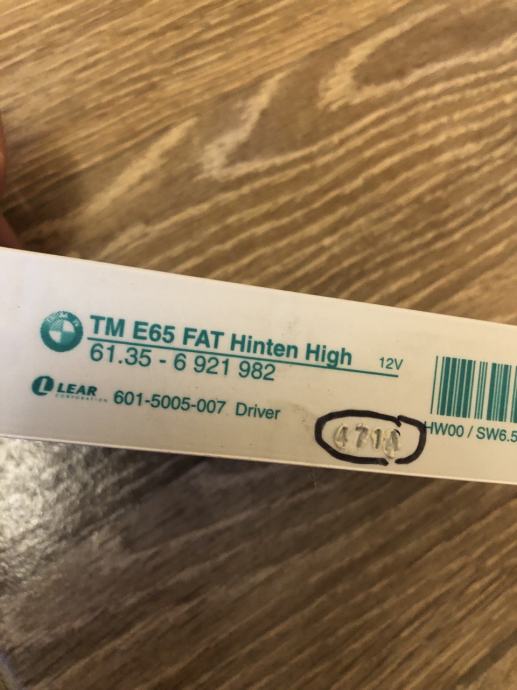 TM E65 FAT Hinten High
12V
61.35 - 6 921 982
LEAR
CORPORATION
601-5005-007 Driver
HW00 / SW6.5